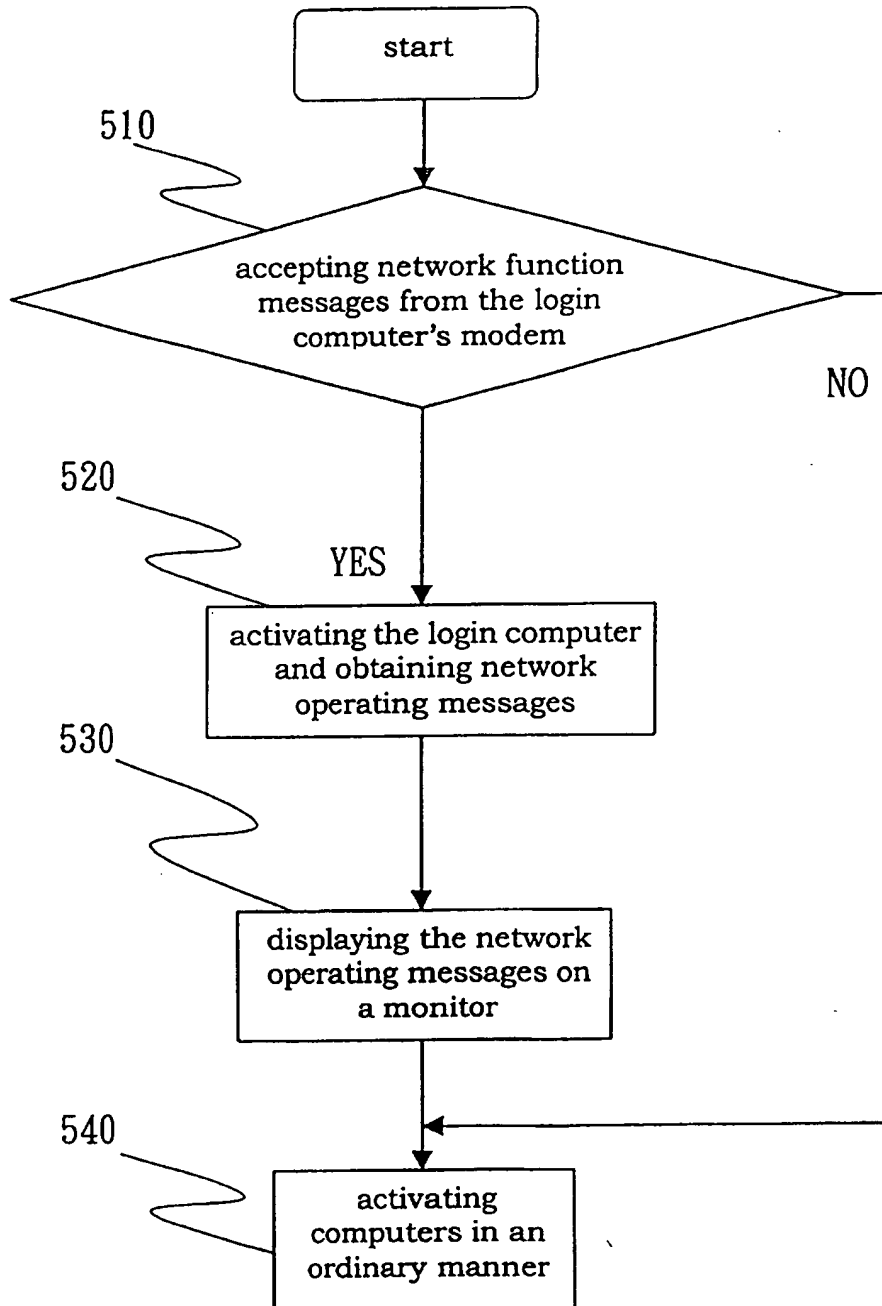 start
510
accepting network function
messages from the login
computer's modem
NO
520
YES
activating the login computer
and obtaining network
operating messages
530
displaying the network
operating messages on
a monitor
540
activating
computers in an
ordinary manner